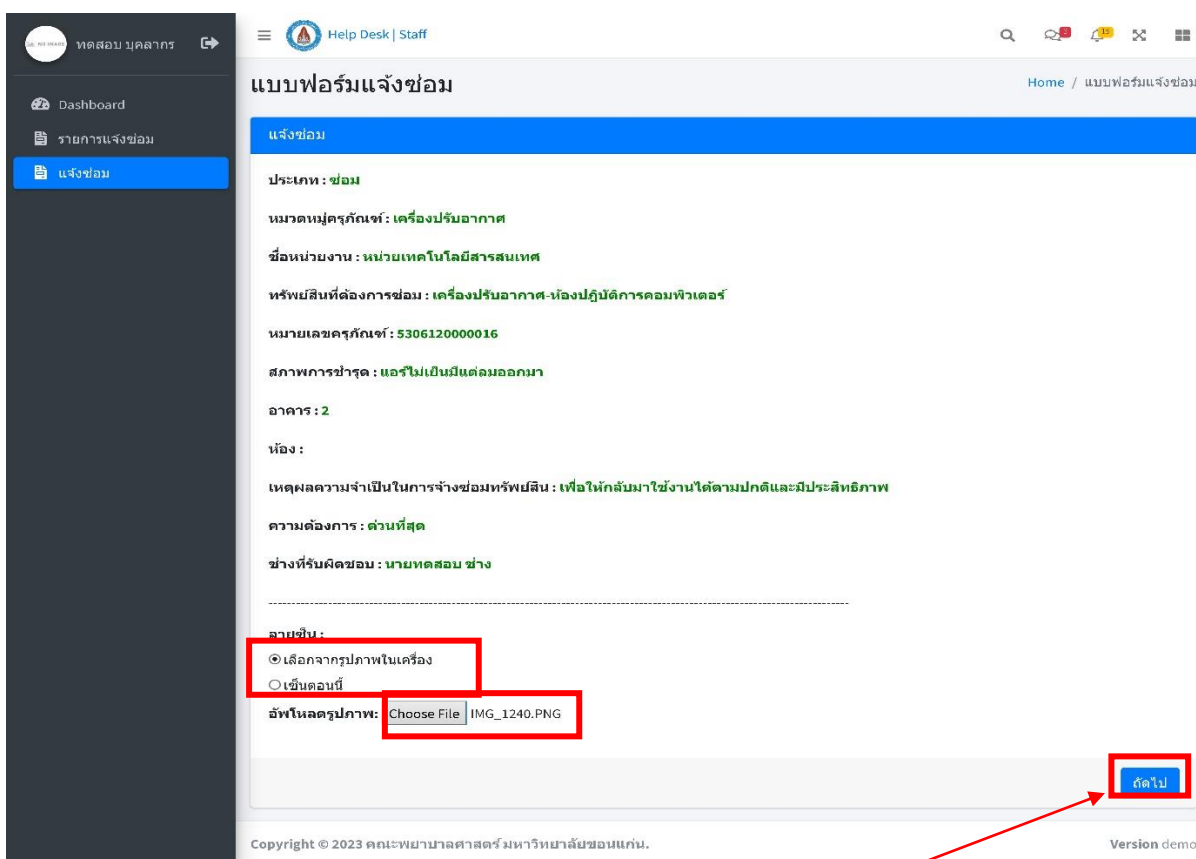 ทดสอบ บุคลากร
Help Desk | Staff
2
15
แบบฟอร์มแจ้งซ่อม
Home / แบบฟอร์มแจ้งซ่อม
Dashboard
รายการแจ้งซ่อม
แจ้งซ่อม
แจ้งซ่อม
ประเภท : ซ่อม
หมวดหมู่ครุภัณฑ์ : เครื่องปรับอากาศ
ชื่อหน่วยงาน : หน่วยเทคโนโลยีสารสนเทศ
ทรัพย์สินที่ต้องการซ่อม : เครื่องปรับอากาศ-ห้องปฏิบัติการคอมพิวเตอร์
หมายเลขครุภัณฑ์ : 5306120000016
สภาพการชำรุด : แอร์ไม่เย็นมีแต่ลมออกมา
อาคาร : 2
ห้อง :
เหตุผลความจำเป็นในการจ้างซ่อมทรัพย์สิน : เพื่อให้กลับมาใช้งานได้ตามปกติและมีประสิทธิภาพ
ความต้องการ : ด่วนที่สุด
ช่างที่รับผิดชอบ : นายทดสอบ ช่าง
ลายซ็น :
เลือกจากรูปภาพในเครื่อง
เซ็นตอนนี้
อัพโหลดรูปภาพ: Choose File IMG_1240.PNG
ถัดไป
Copyright © 2023 คณะพยาบาลศาสตร์ มหาวิทยาลัยขอนแก่น.
Version demo